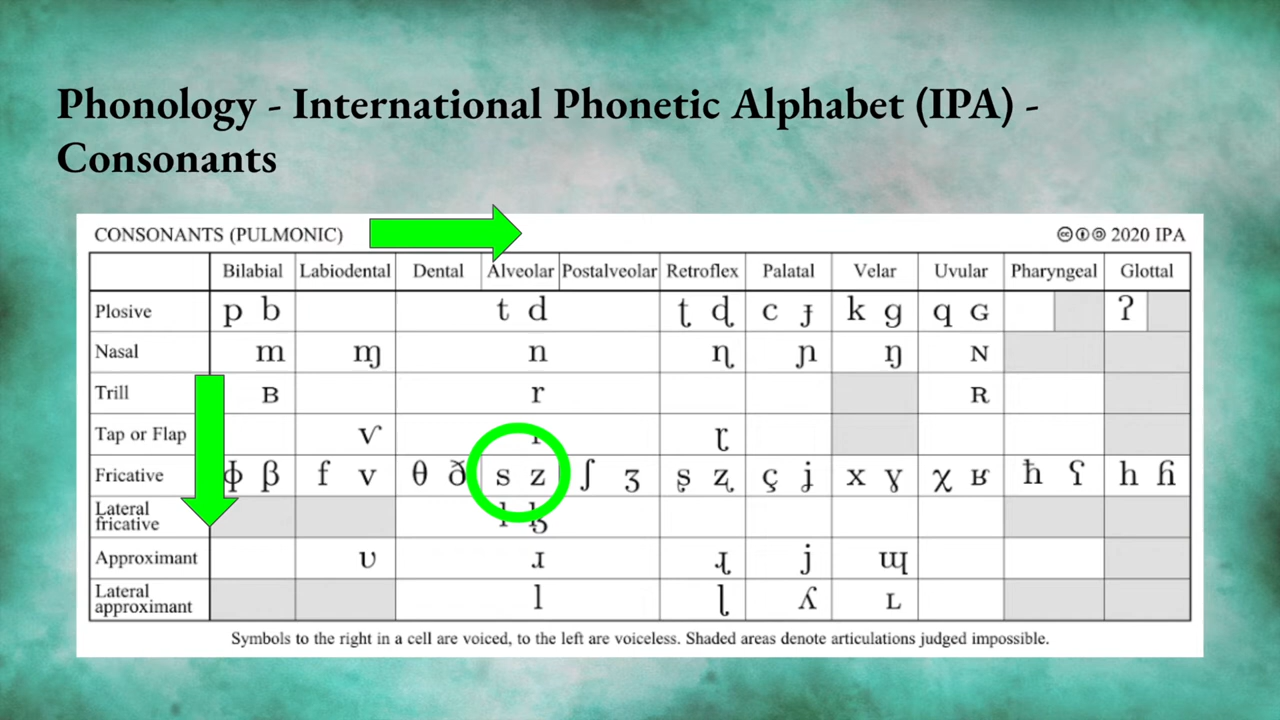 Phonology - International Phonetic Alphabet (IPA) -
Consonants
CONSONANTS (PULMONIC) 2020 IPA
Bilabial Labiodental Dental Alveolar Postalveolar Retroflex Palatal Velar Uvular Pharyngeal Glottal
Plosive p b t d ʈ ɖ c ɟ k ɡ q ɢ ʔ
Nasal m ɱ n ɳ ɲ ŋ ɴ
Trill ʙ r ʀ
Tap or Flap ⱱ ɽ
Fricative ɸ β f v θ ð s z ʃ ʒ ʂ ʐ ç ʝ x ɣ χ ʁ ħ ʕ h ɦ
Lateral
fricative ɬ ɮ
Approximant ʋ ɹ ɻ j ɰ
Lateral
approximant l ɭ ʎ ʟ
Symbols to the right in a cell are voiced, to the left are voiceless. Shaded areas denote articulations judged impossible.